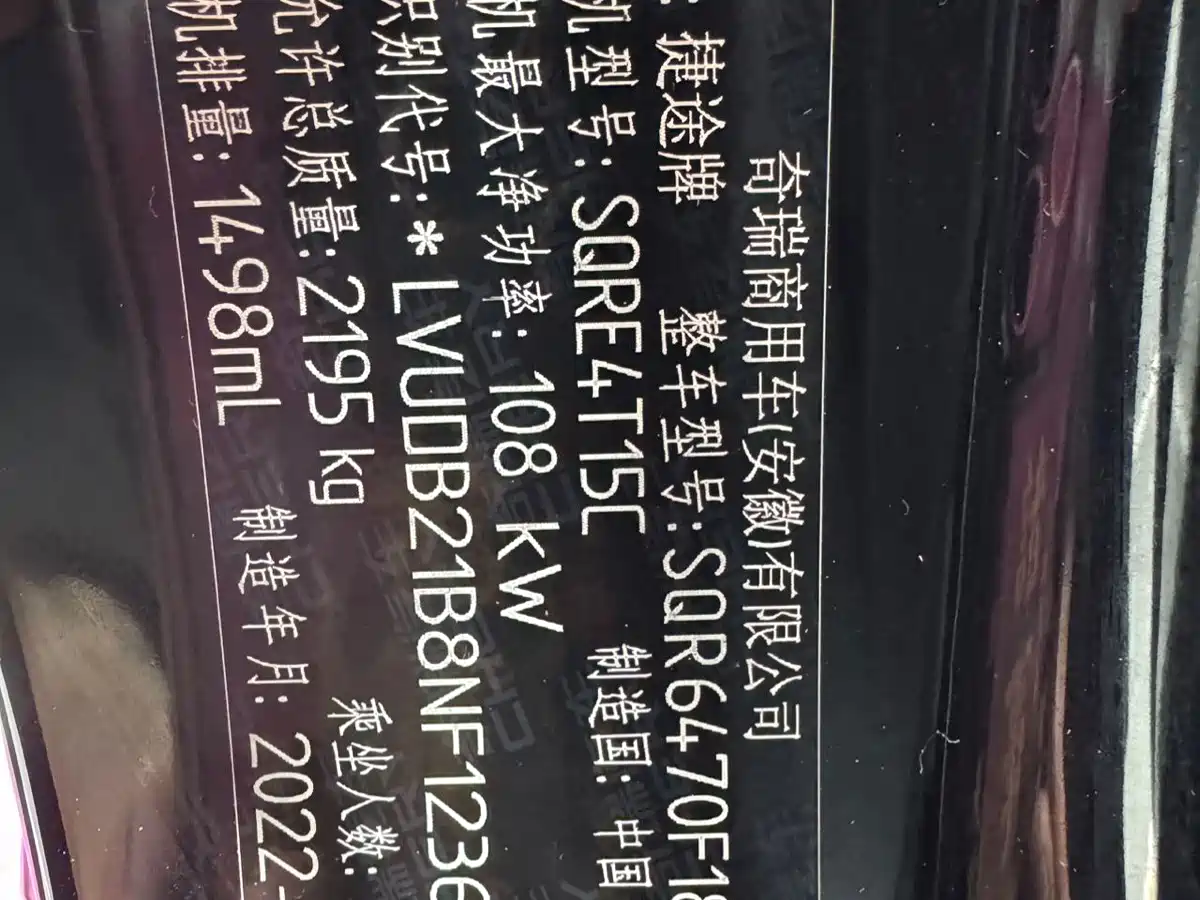 奇瑞商用车(安徽)有限公司
: 捷途牌 整车型号:SQR6470F18
机型号: SQRE4T15C 制造国: 中国
机最大净功率: 108 kW
识别代号: * LVUDB21B8NF1236
允许总质量: 2195 kg 乘坐人数:
机排量: 1498mL 制造年月: 2022-